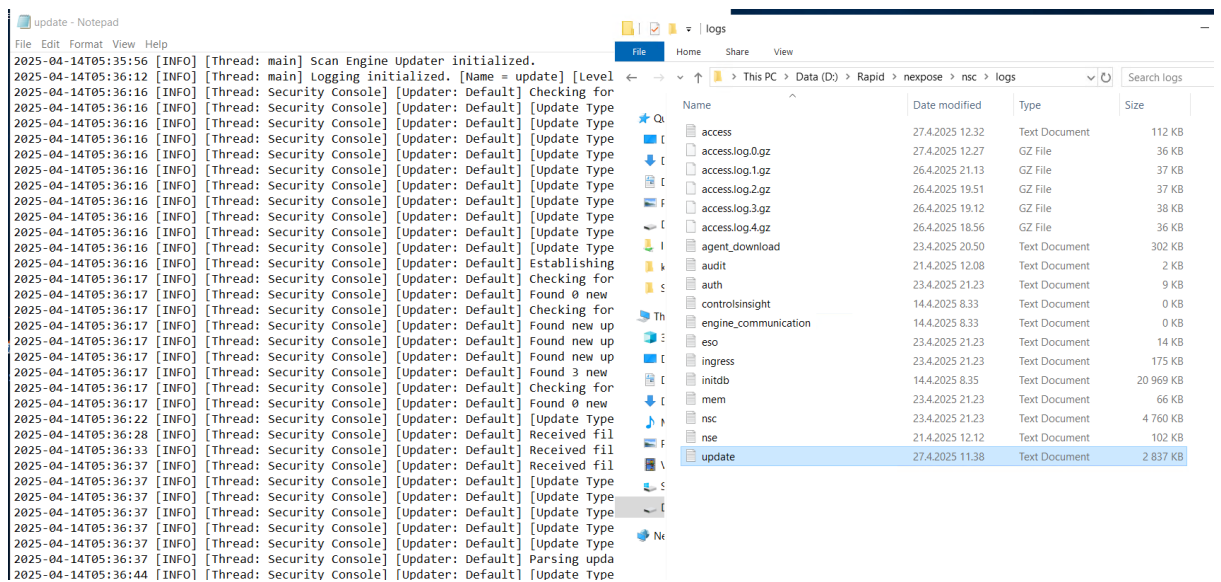 update - Notepad
File Edit Format View Help
2025-04-14T05:35:56 [INFO] [Thread: main] Scan Engine Updater initialized.
2025-04-14T05:36:12 [INFO] [Thread: main] Logging initialized. [Name = update] [Level
2025-04-14T05:36:16 [INFO] [Thread: Security Console] [Updater: Default] Checking for
2025-04-14T05:36:16 [INFO] [Thread: Security Console] [Updater: Default] [Update Type
2025-04-14T05:36:16 [INFO] [Thread: Security Console] [Updater: Default] [Update Type
2025-04-14T05:36:16 [INFO] [Thread: Security Console] [Updater: Default] [Update Type
2025-04-14T05:36:16 [INFO] [Thread: Security Console] [Updater: Default] [Update Type
2025-04-14T05:36:16 [INFO] [Thread: Security Console] [Updater: Default] [Update Type
2025-04-14T05:36:16 [INFO] [Thread: Security Console] [Updater: Default] [Update Type
2025-04-14T05:36:16 [INFO] [Thread: Security Console] [Updater: Default] [Update Type
2025-04-14T05:36:16 [INFO] [Thread: Security Console] [Updater: Default] [Update Type
2025-04-14T05:36:16 [INFO] [Thread: Security Console] [Updater: Default] [Update Type
2025-04-14T05:36:16 [INFO] [Thread: Security Console] [Updater: Default] [Update Type
2025-04-14T05:36:16 [INFO] [Thread: Security Console] [Updater: Default] Establishing
2025-04-14T05:36:17 [INFO] [Thread: Security Console] [Updater: Default] Checking for
2025-04-14T05:36:17 [INFO] [Thread: Security Console] [Updater: Default] Found 0 new
2025-04-14T05:36:17 [INFO] [Thread: Security Console] [Updater: Default] Checking for
2025-04-14T05:36:17 [INFO] [Thread: Security Console] [Updater: Default] Found new up
2025-04-14T05:36:17 [INFO] [Thread: Security Console] [Updater: Default] Found new up
2025-04-14T05:36:17 [INFO] [Thread: Security Console] [Updater: Default] Found new up
2025-04-14T05:36:17 [INFO] [Thread: Security Console] [Updater: Default] Found 3 new
2025-04-14T05:36:17 [INFO] [Thread: Security Console] [Updater: Default] Checking for
2025-04-14T05:36:17 [INFO] [Thread: Security Console] [Updater: Default] Found 0 new
2025-04-14T05:36:22 [INFO] [Thread: Security Console] [Updater: Default] [Update Type
2025-04-14T05:36:28 [INFO] [Thread: Security Console] [Updater: Default] Received fil
2025-04-14T05:36:33 [INFO] [Thread: Security Console] [Updater: Default] Received fil
2025-04-14T05:36:37 [INFO] [Thread: Security Console] [Updater: Default] Received fil
2025-04-14T05:36:37 [INFO] [Thread: Security Console] [Updater: Default] [Update Type
2025-04-14T05:36:37 [INFO] [Thread: Security Console] [Updater: Default] [Update Type
2025-04-14T05:36:37 [INFO] [Thread: Security Console] [Updater: Default] [Update Type
2025-04-14T05:36:37 [INFO] [Thread: Security Console] [Updater: Default] [Update Type
2025-04-14T05:36:37 [INFO] [Thread: Security Console] [Updater: Default] [Update Type
2025-04-14T05:36:37 [INFO] [Thread: Security Console] [Updater: Default] Parsing upda
2025-04-14T05:36:44 [INFO] [Thread: Security Console] [Updater: Default] [Update Type
logs
File Home Share View
This PC > Data (D:) > Rapid > nexpose > nsc > logs Search logs
Name Date modified Type Size
access 27.4.2025 12.32 Text Document 112 KB
access.log.0.gz 27.4.2025 12.27 GZ File 36 KB
access.log.1.gz 26.4.2025 21.13 GZ File 37 KB
access.log.2.gz 26.4.2025 19.51 GZ File 37 KB
access.log.3.gz 26.4.2025 19.12 GZ File 38 KB
access.log.4.gz 26.4.2025 18.56 GZ File 36 KB
agent_download 23.4.2025 20.50 Text Document 302 KB
audit 21.4.2025 12.08 Text Document 2 KB
auth 23.4.2025 21.23 Text Document 9 KB
controlsinsight 14.4.2025 8.33 Text Document 0 KB
engine_communication 14.4.2025 8.33 Text Document 0 KB
eso 23.4.2025 21.23 Text Document 14 KB
ingress 23.4.2025 21.23 Text Document 175 KB
initdb 14.4.2025 8.35 Text Document 20 969 KB
mem 23.4.2025 21.23 Text Document 66 KB
nsc 23.4.2025 21.23 Text Document 4 760 KB
nse 21.4.2025 12.12 Text Document 102 KB
update 27.4.2025 11.38 Text Document 2 837 KB